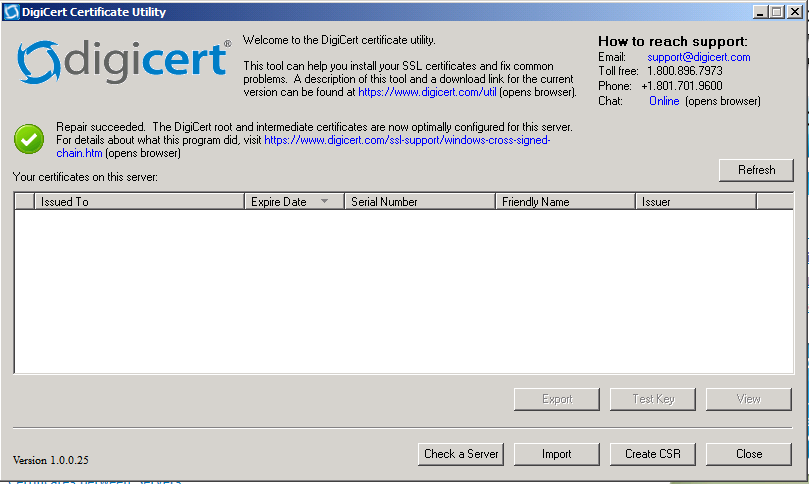 DigiCert Certificate Utility
digicert®
Welcome to the DigiCert certificate utility.
This tool can help you install your SSL certificates and fix common
problems. A description of this tool and a download link for the current
version can be found at https://www.digicert.com/util (opens browser).
How to reach support:
Email: support@digicert.com
Toll free: 1.800.896.7973
Phone: +1.801.701.9600
Chat: Online (opens browser)
Repair succeeded. The DigiCert root and intermediate certificates are now optimally configured for this server.
For details about what this program did, visit https://www.digicert.com/ssl-support/windows-cross-signed-
chain.htm (opens browser)
Refresh
Your certificates on this server:
Issued To Expire Date Serial Number Friendly Name Issuer
Export Test Key View
Version 1.0.0.25
Check a Server Import Create CSR Close